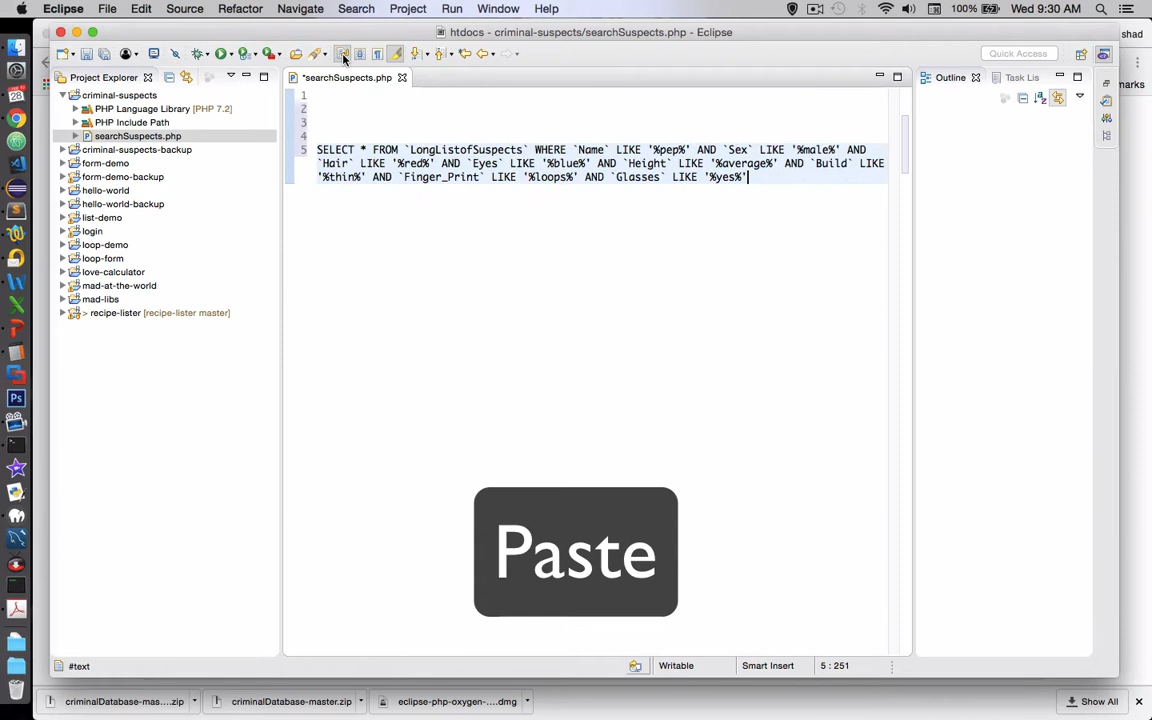 Eclipse File Edit Source Refactor Navigate Search Project Run Window Help 100% Wed 9:30 AM
htdocs - criminal-suspects/searchSuspects.php - Eclipse
shad
Quick Access
Project Explorer
*searchSuspects.php
Outline
Task Lis
criminal-suspects
PHP Language Library [PHP 7.2]
PHP Include Path
searchSuspects.php
criminal-suspects-backup
form-demo
form-demo-backup
hello-world
hello-world-backup
list-demo
login
loop-demo
loop-form
love-calculator
mad-at-the-world
mad-libs
> recipe-lister [recipe-lister master]
1
2
3
4
5 SELECT * FROM `LongListofSuspects` WHERE `Name` LIKE '%pep%' AND `Sex` LIKE '%male%' AND
`Hair` LIKE '%red%' AND `Eyes` LIKE '%blue%' AND `Height` LIKE '%average%' AND `Build` LIKE
'%thin%' AND `Finger_Print` LIKE '%loops%' AND `Glasses` LIKE '%yes%'
Paste
#text
Writable
Smart Insert
5 : 251
criminalDatabase-mas....zip
criminalDatabase-master.zip
eclipse-php-oxygen-....dmg
Show All